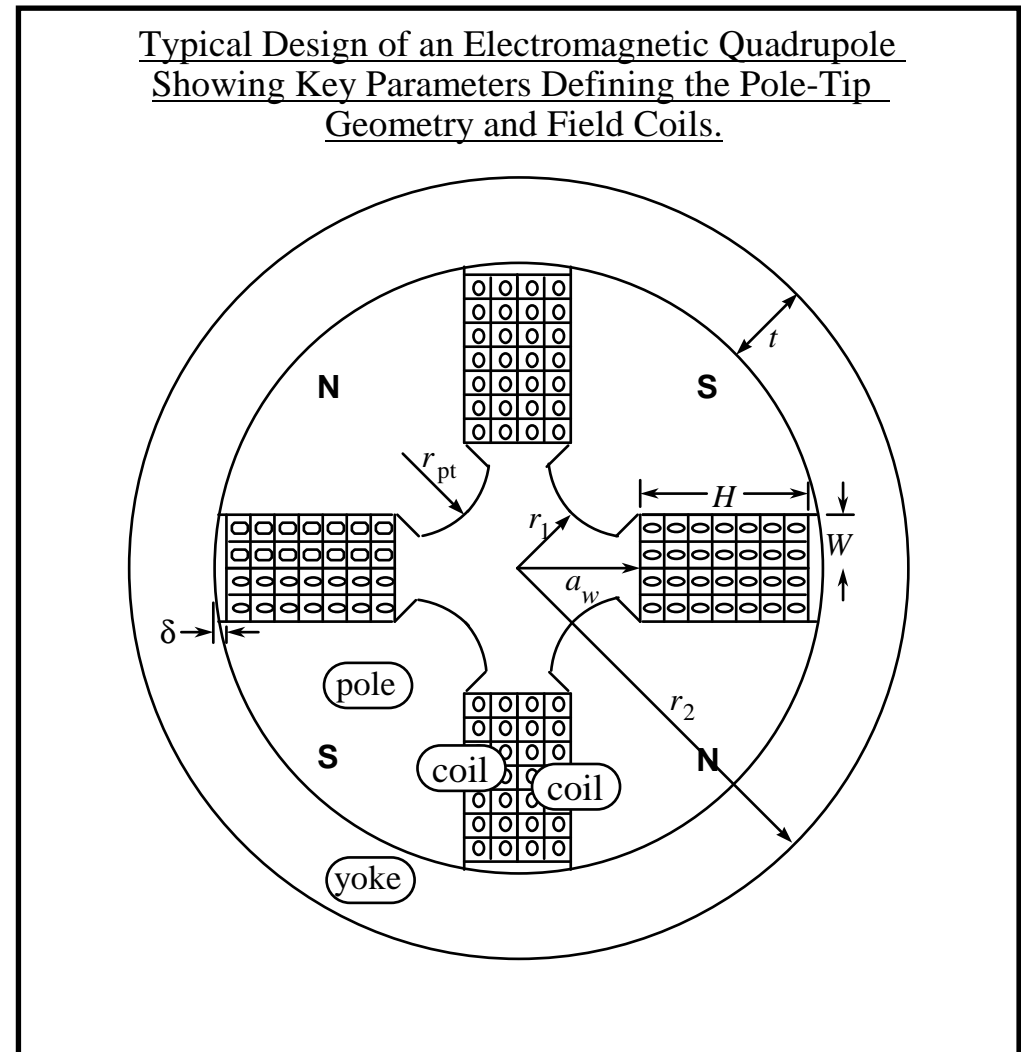 Typical Design of an Electromagnetic Quadrupole
Showing Key Parameters Defining the Pole-Tip
Geometry and Field Coils.
N
S
t
r_pt
H
r_1
W
a_w
δ
pole
r_2
S
N
coil
coil
yoke